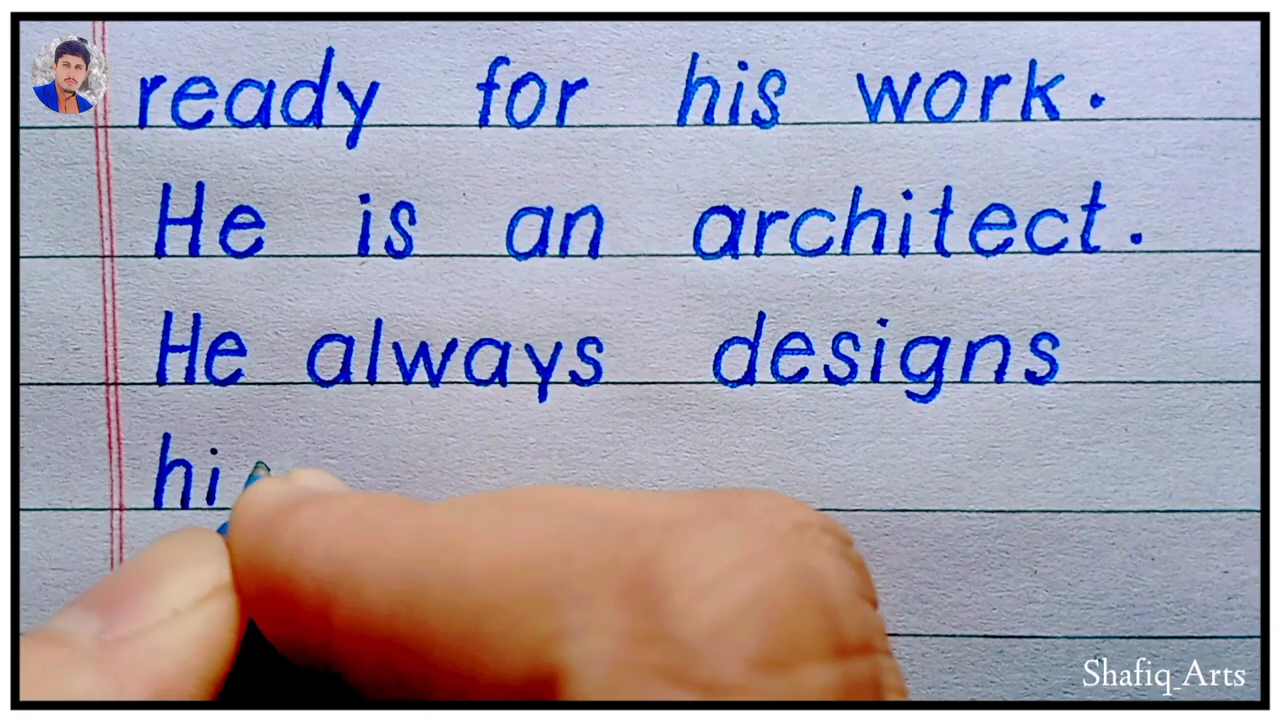 ready for his work.
He is an architect.
He always designs
hi
Shafiq_Arts